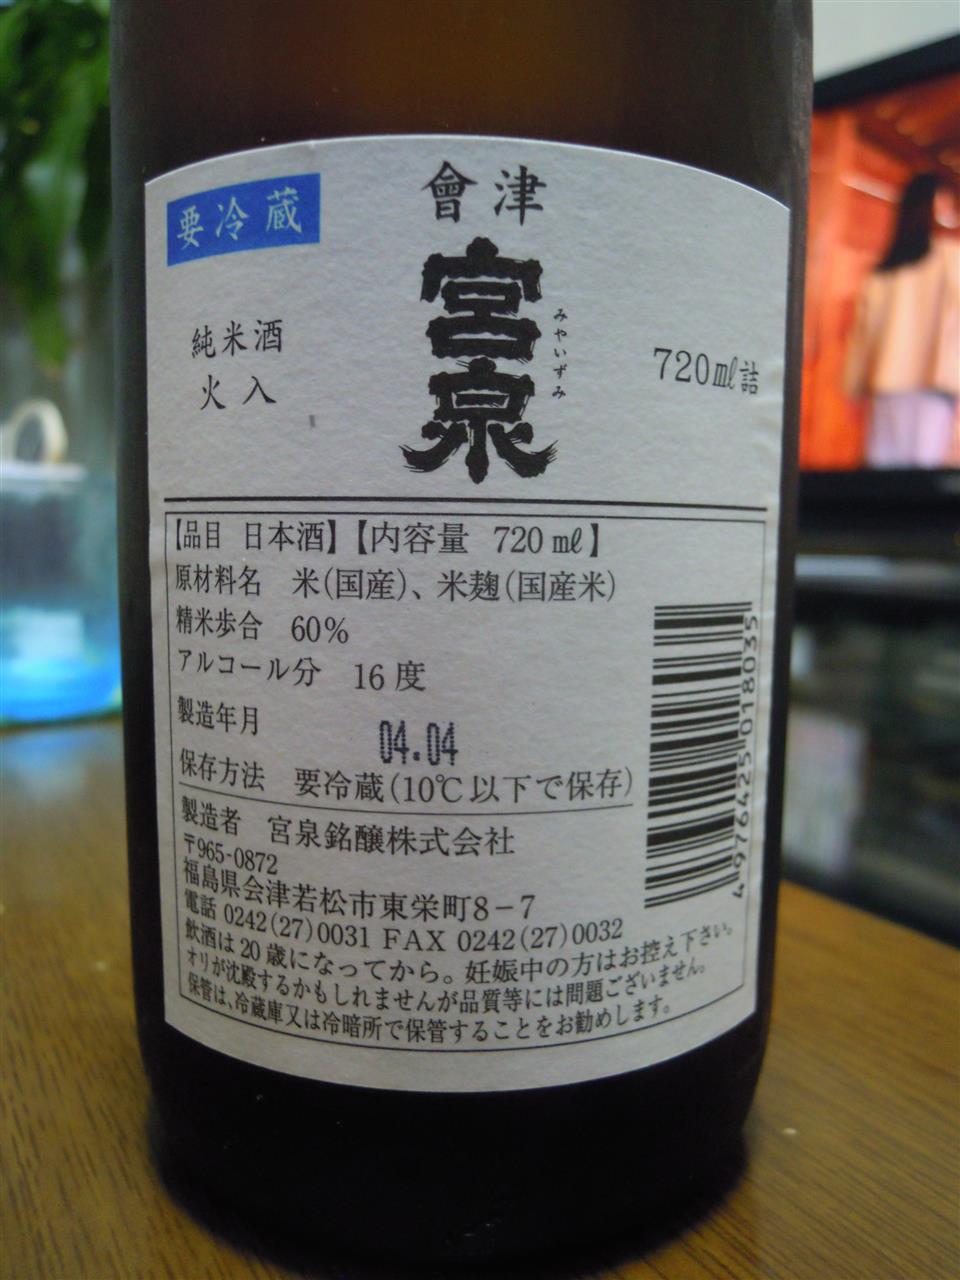 會津
要冷蔵
宮泉
みやいずみ
純米酒
火入
720ml詰
【品目 日本酒】【内容量 720ml】
原材料名 米(国産)、米麹(国産米)
精米歩合 60%
アルコール分 16度
製造年月 04.04
保存方法 要冷蔵(10℃以下で保存)
製造者 宮泉銘醸株式会社
〒965-0872
福島県会津若松市東栄町8-7
電話 0242(27)0031 FAX 0242(27)0032
飲酒は20歳になってから。妊娠中の方はお控え下さい。
オリが沈殿するかもしれませんが品質等には問題ございません。
保管は、冷蔵庫又は冷暗所で保管することをお勧めします。
4976425018035